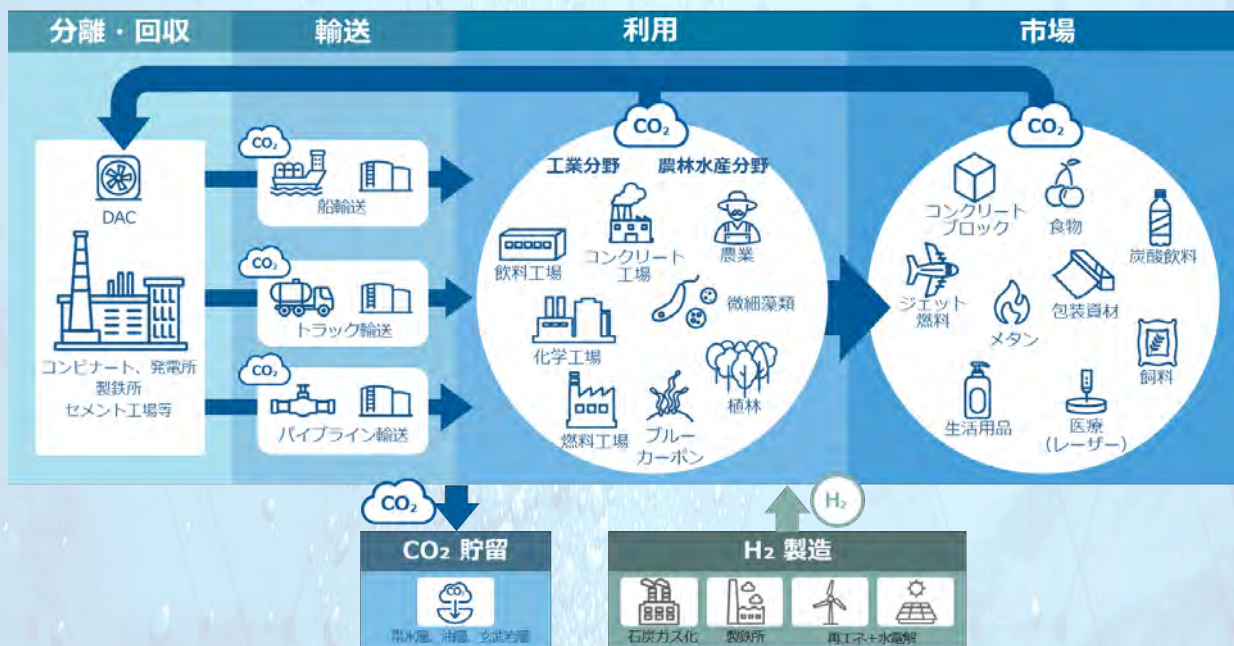 分離・回収
輸送
利用
市場
DAC
コンビナート、発電所
製鉄所
セメント工場等
CO₂
船輸送
CO₂
トラック輸送
CO₂
パイプライン輸送
CO₂
工業分野
農林水産分野
飲料工場
コンクリート
工場
農業
微細藻類
化学工場
植林
燃料工場
ブルー
カーボン
CO₂
コンクリート
ブロック
食物
炭酸飲料
ジェット
燃料
メタン
包装資材
飼料
生活用品
医療
（レーザー）
CO₂
CO₂ 貯留
CO₂
帯水層、油層、玄武岩層
H₂
H₂ 製造
石炭ガス化
製鉄所
再エネ＋水電解